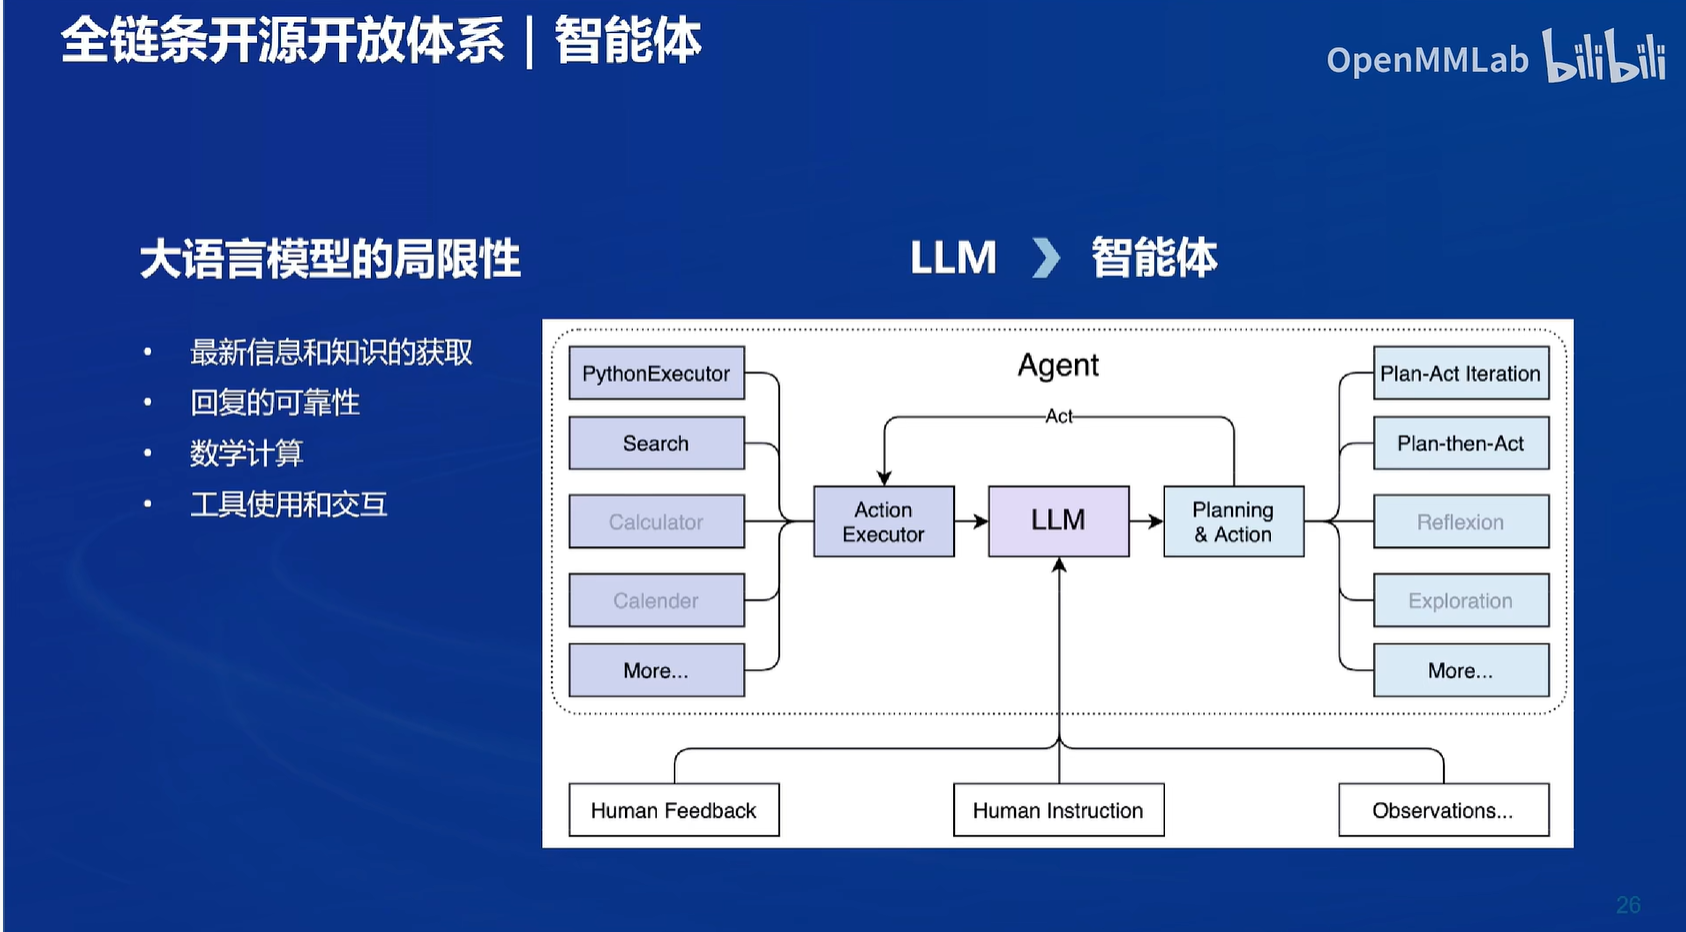 全链条开源开放体系 | 智能体
OpenMMLab bilibili
大语言模型的局限性
• 最新信息和知识的获取
• 回复的可靠性
• 数学计算
• 工具使用和交互
LLM 智能体
Agent
PythonExecutor
Search
Calculator
Calender
More...
Act
Action
Executor
LLM
Planning
& Action
Plan-Act Iteration
Plan-then-Act
Reflexion
Exploration
More...
Human Feedback
Human Instruction
Observations...
26